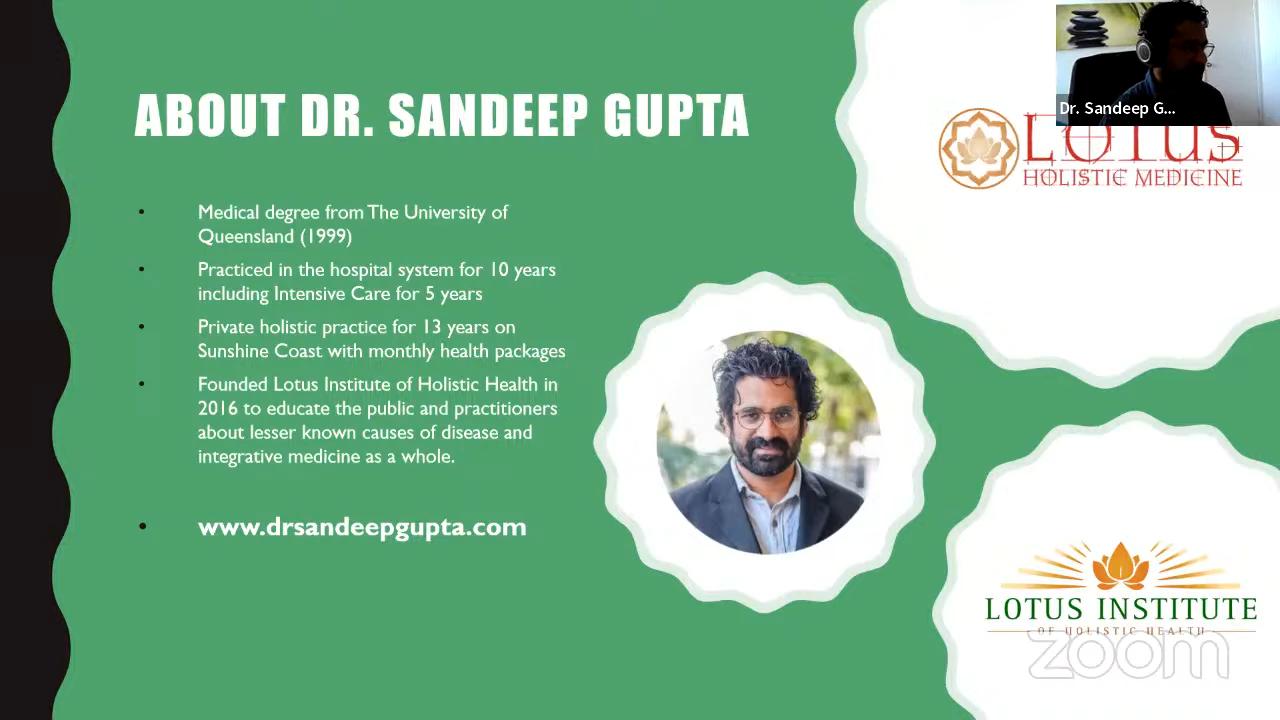 ABOUT DR. SANDEEP GUPTA
Dr. Sandeep G...
LOTUS
HOLISTIC MEDICINE
• Medical degree from The University of
Queensland (1999)
• Practiced in the hospital system for 10 years
including Intensive Care for 5 years
• Private holistic practice for 13 years on
Sunshine Coast with monthly health packages
• Founded Lotus Institute of Holistic Health in
2016 to educate the public and practitioners
about lesser known causes of disease and
integrative medicine as a whole.
• www.drsandeepgupta.com
LOTUS INSTITUTE
OF HOLISTIC HEALTH
zoom